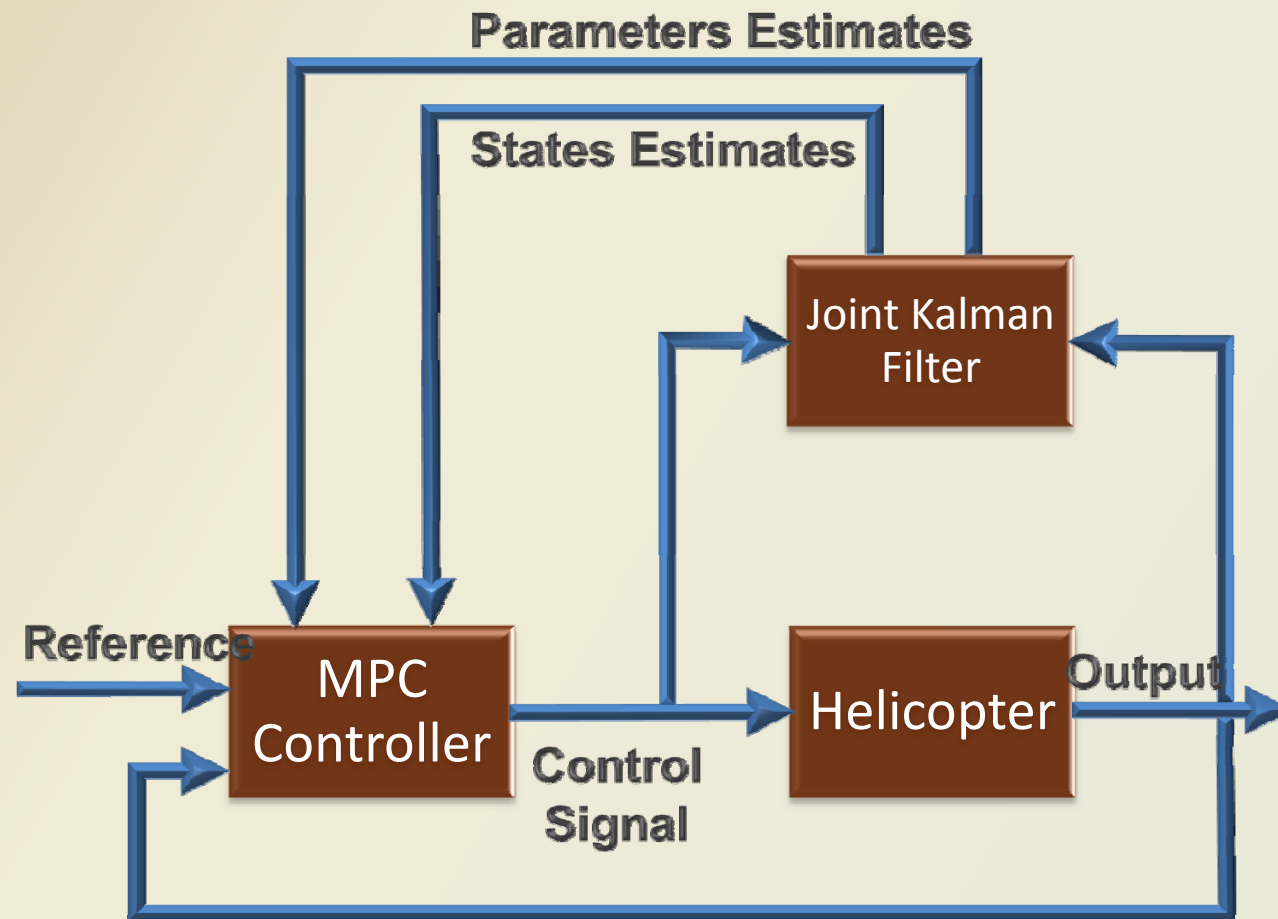 Parameters Estimates
States Estimates
Joint Kalman
Filter
Reference
MPC
Controller
Helicopter
Output
Control
Signal